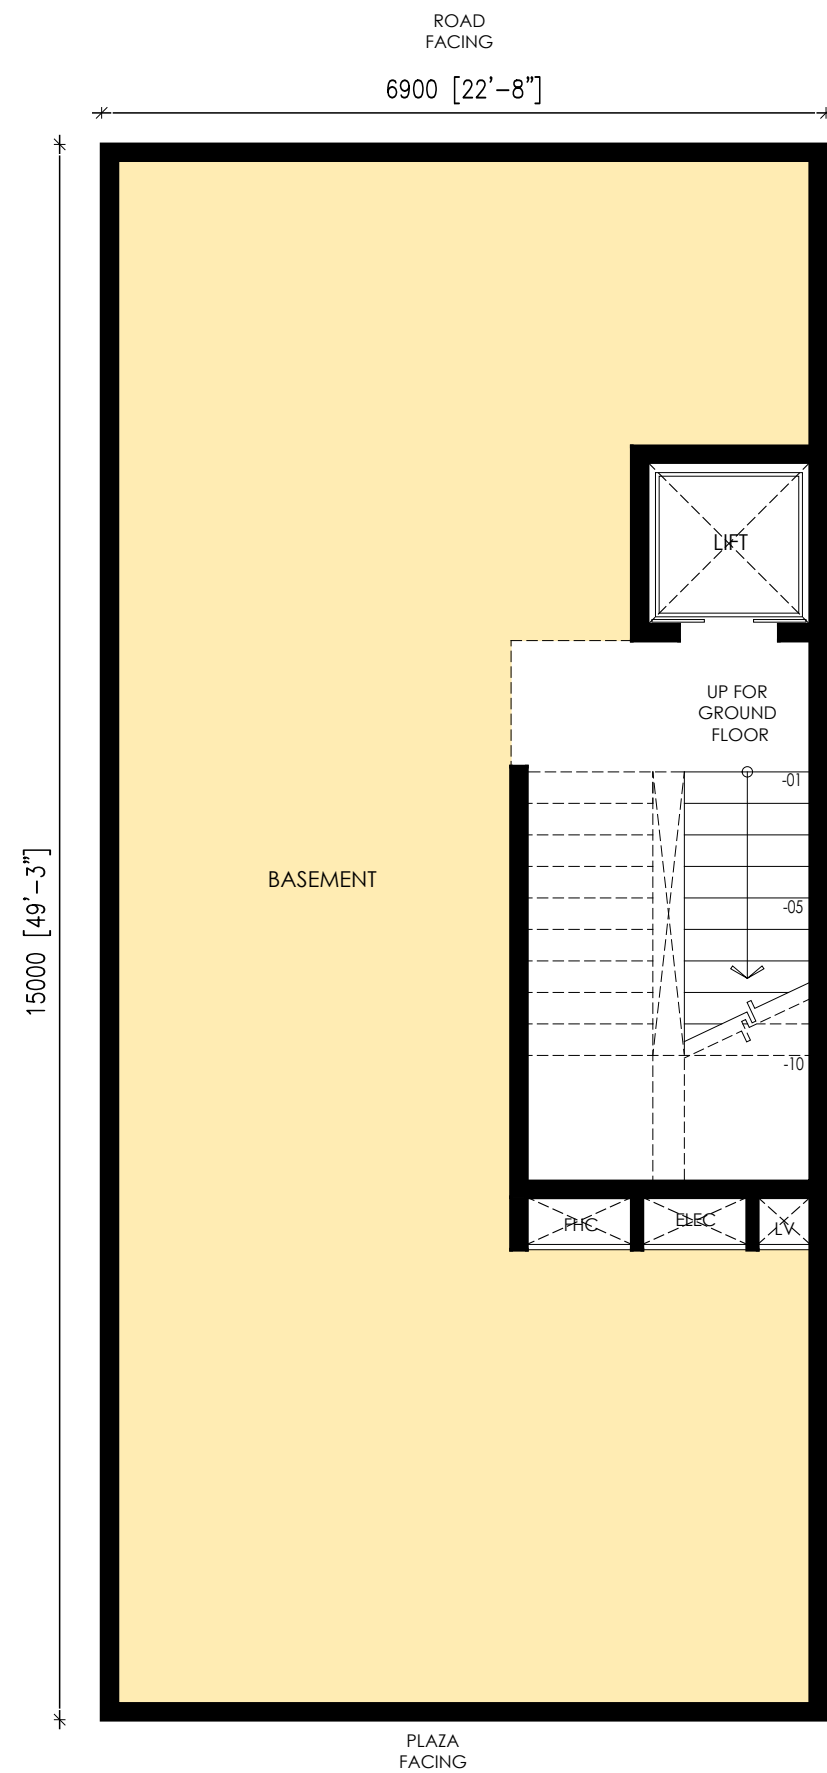 ROAD
FACING
6900 [22'-8"]
LIFT
UP FOR
GROUND
FLOOR
-01
BASEMENT
15000 [49'-3"]
-05
-10
FHC
ELEC
LV
PLAZA
FACING